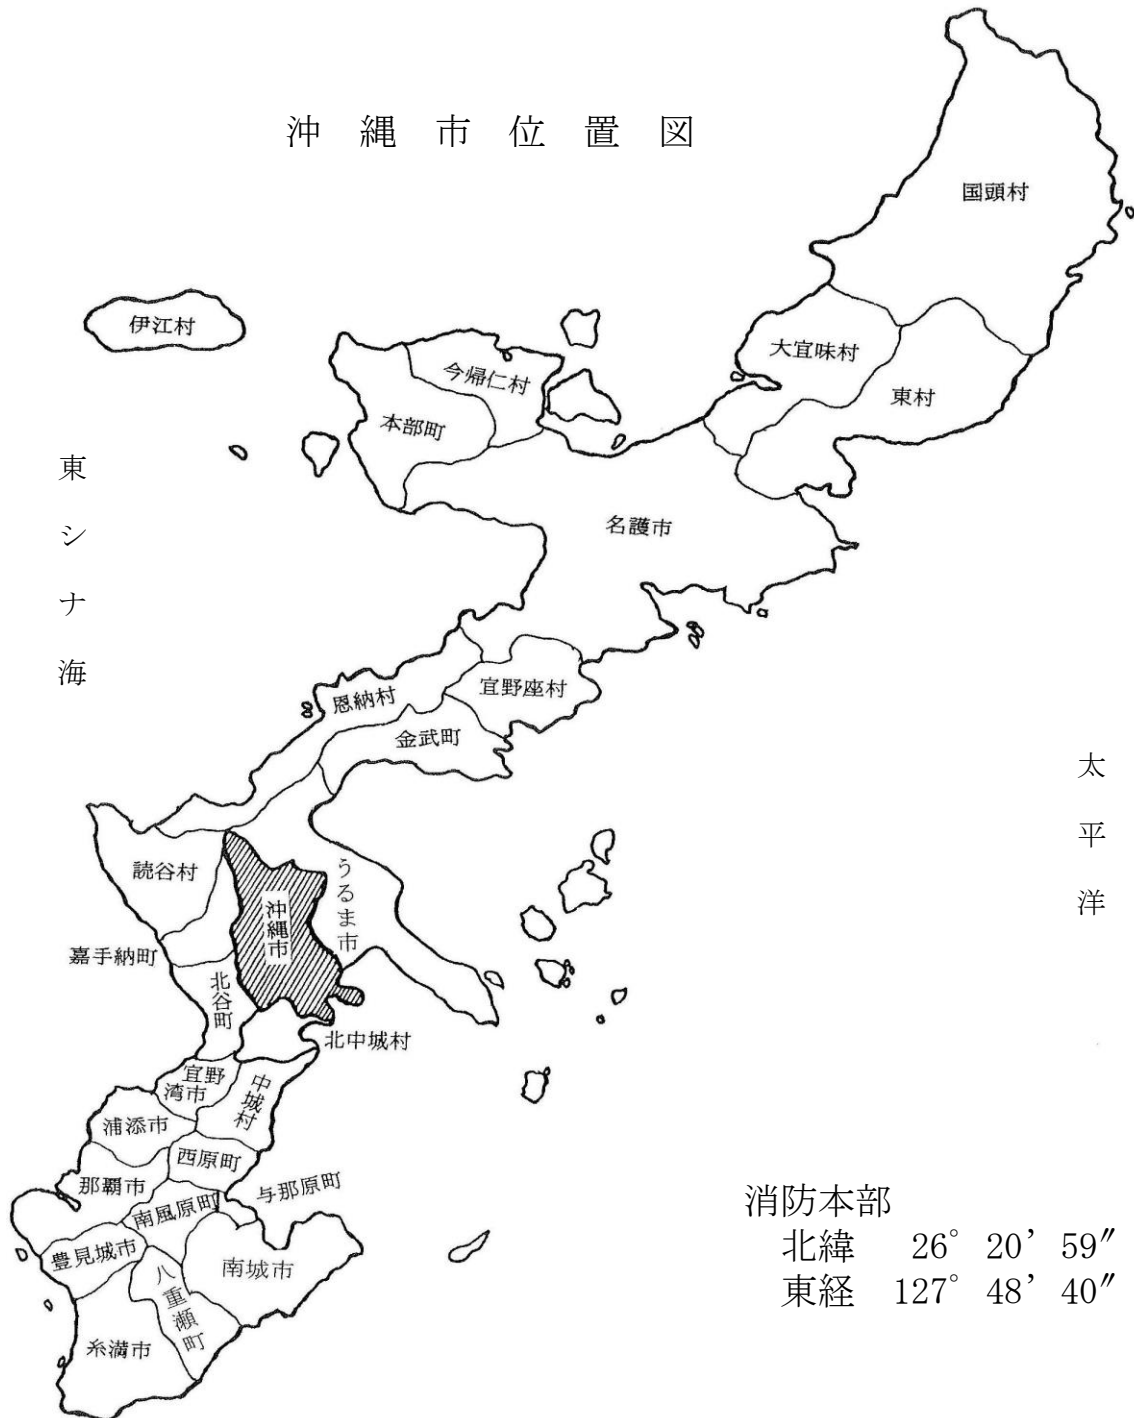 沖縄市位置図
国頭村
伊江村
大宜味村
今帰仁村
東村
本部町
東シナ海
名護市
宜野座村
恩納村
金武町
太平洋
読谷村
うるま市
沖縄市
嘉手納町
北谷町
北中城村
宜野
湾市
中城村
浦添市
西原町
那覇市
与那原町
南風原町
豊見城市
南城市
八重瀬町
糸満市
消防本部
北緯 26° 20’ 59″
東経 127° 48’ 40″